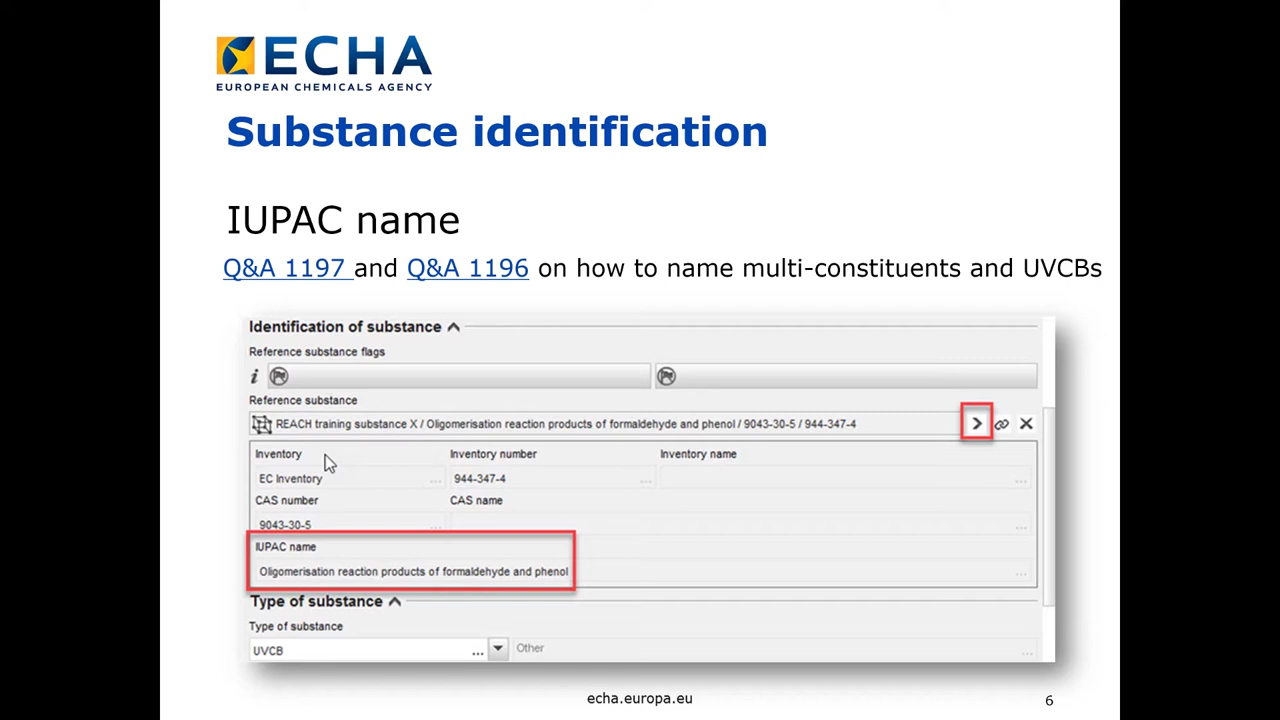 ECHA
EUROPEAN CHEMICALS AGENCY
Substance identification
IUPAC name
Q&A 1197 and Q&A 1196 on how to name multi-constituents and UVCBs
Identification of substance
Reference substance flags
i
Reference substance
REACH training substance X / Oligomerisation reaction products of formaldehyde and phenol / 9043-30-5 / 944-347-4
Inventory Inventory number Inventory name
EC Inventory ... 944-347-4 ... ...
CAS number CAS name
9043-30-5 ... ...
IUPAC name
Oligomerisation reaction products of formaldehyde and phenol ...
Type of substance
Type of substance
UVCB ... Other ...
echa.europa.eu 6